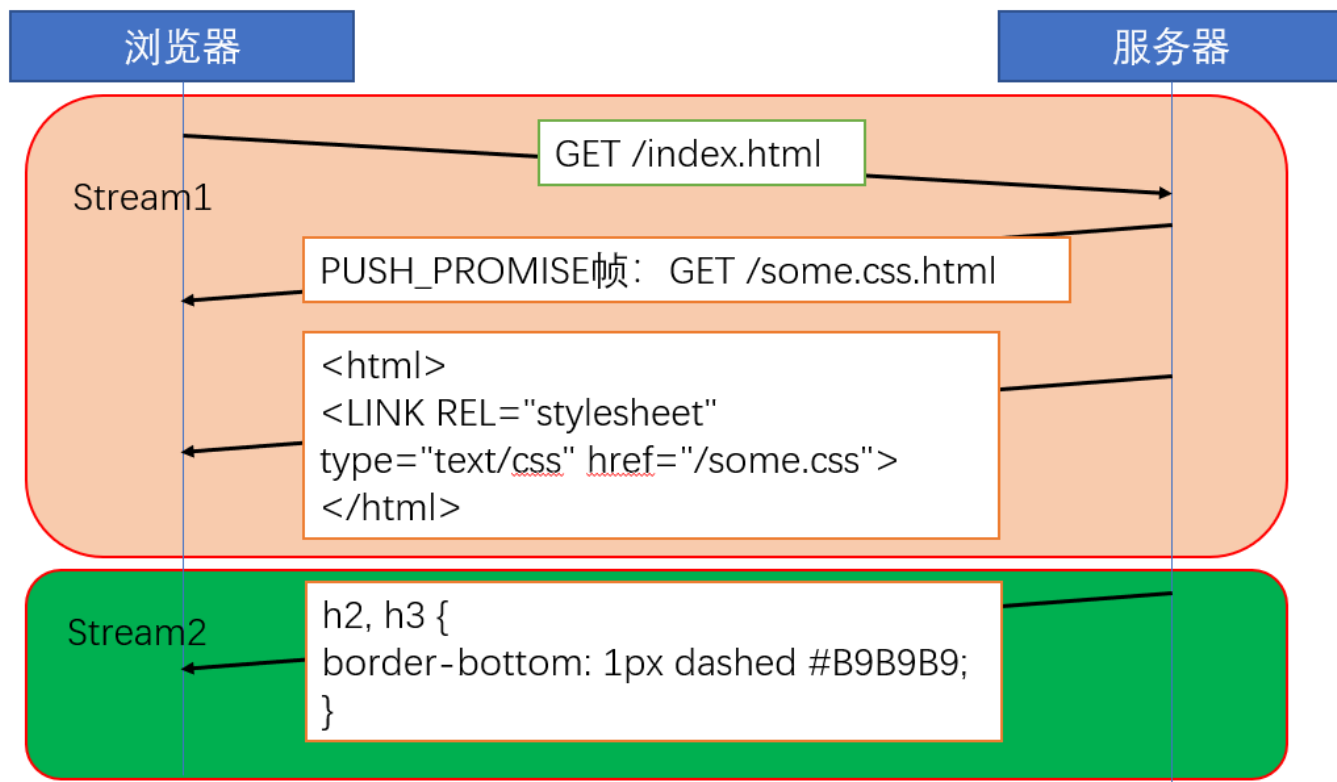 浏览器
服务器
GET /index.html
Stream1
PUSH_PROMISE帧：GET /some.css.html
<html>
<LINK REL="stylesheet"
type="text/css" href="/some.css">
</html>
Stream2
h2, h3 {
border-bottom: 1px dashed #B9B9B9;
}